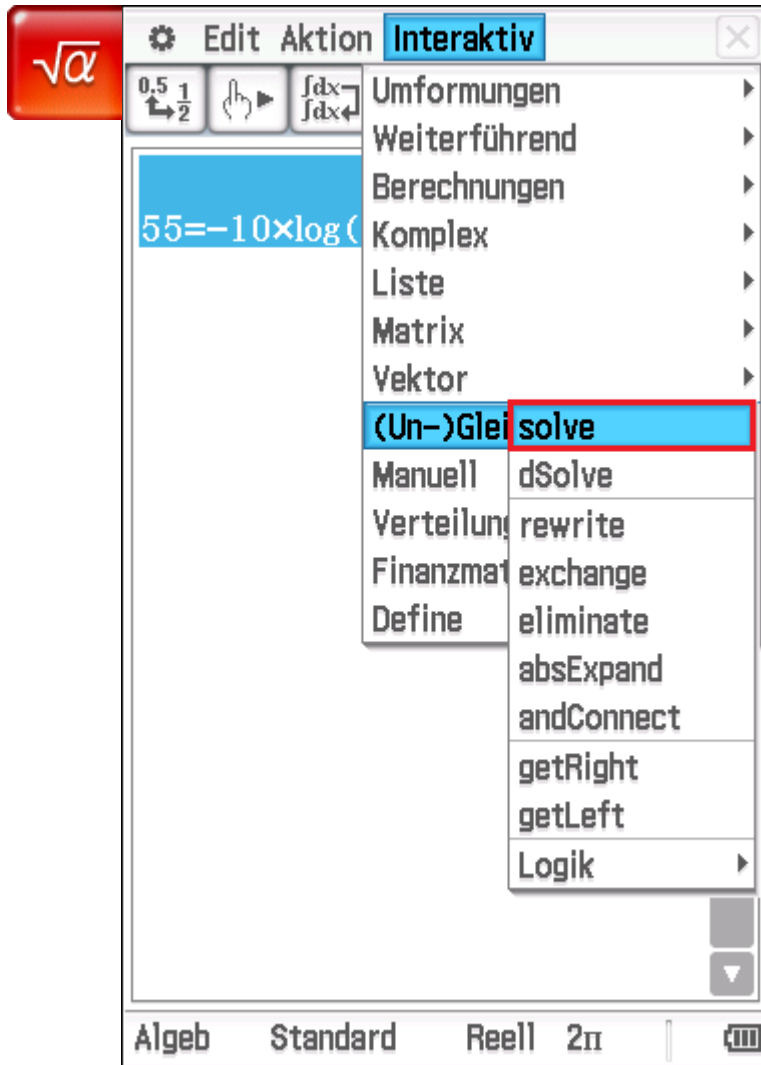 √α
Edit Aktion Interaktiv
0.5 1/2 ∫dx ∫dx
Umformungen
Weiterführend
Berechnungen
55=−10×log(
Komplex
Liste
Matrix
Vektor
(Un-)Glei
solve
Manuell
dSolve
Verteilun
rewrite
Finanzmat
exchange
Define
eliminate
absExpand
andConnect
getRight
getLeft
Logik
Algeb Standard Reell 2π